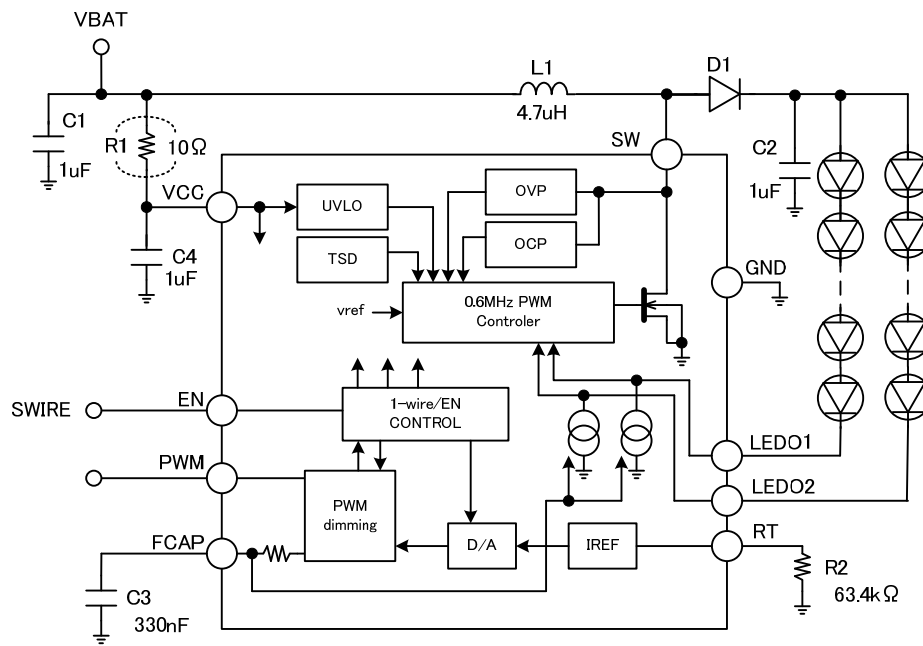 VBAT
L1
4.7uH
D1
C1
1uF
R1
10Ω
SW
C2
1uF
VCC
UVLO
OVP
C4
1uF
TSD
OCP
GND
vref
0.6MHz PWM
Controler
SWIRE
EN
1-wire/EN
CONTROL
LEDO1
PWM
LEDO2
PWM
dimming
FCAP
D/A
IREF
RT
R2
63.4kΩ
C3
330nF